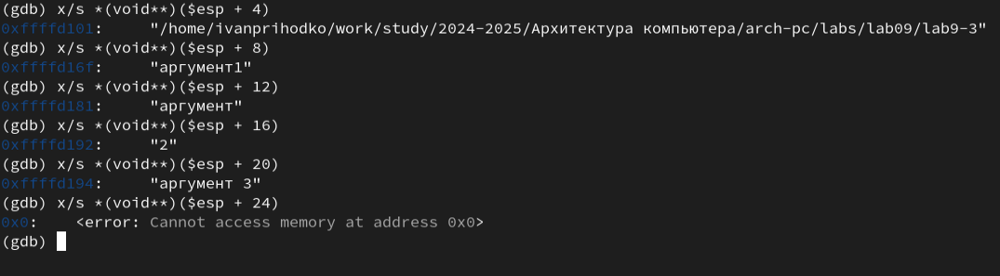 (gdb) x/s *(void**)($esp + 4)
0xffffd101:     "/home/ivanprihodko/work/study/2024-2025/Архитектура компьютера/arch-pc/labs/lab09/lab9-3"
(gdb) x/s *(void**)($esp + 8)
0xffffd16f:     "аргумент1"
(gdb) x/s *(void**)($esp + 12)
0xffffd181:     "аргумент"
(gdb) x/s *(void**)($esp + 16)
0xffffd192:     "2"
(gdb) x/s *(void**)($esp + 20)
0xffffd194:     "аргумент 3"
(gdb) x/s *(void**)($esp + 24)
0x0:    <error: Cannot access memory at address 0x0>
(gdb)